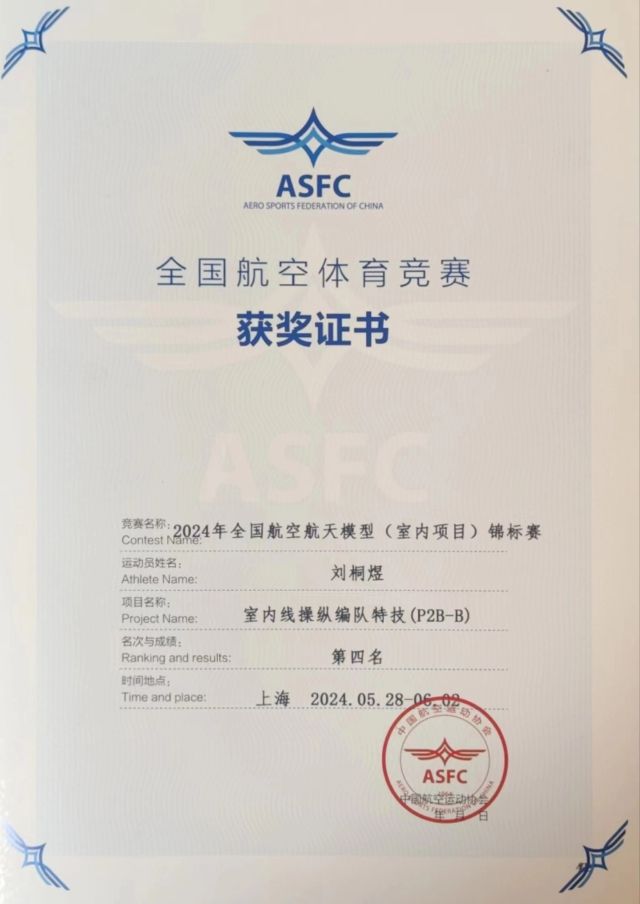 ASFC
AERO SPORTS FEDERATION OF CHINA
全国航空体育竞赛
获奖证书
ASFC
竞赛名称:
2024年全国航空航天模型（室内项目）锦标赛
Contest Name:
运动员姓名:
刘桐煜
Athlete Name:
项目名称:
室内线操纵编队特技(P2B-B)
Project Name:
名次与成绩:
第四名
Ranking and results:
时间地点:
上海 2024.05.28-06.02
Time and place:
中国航空运动协会
ASFC
AERO SPORTS FEDERATION OF CHINA
中国航空运动协会
年 月 日